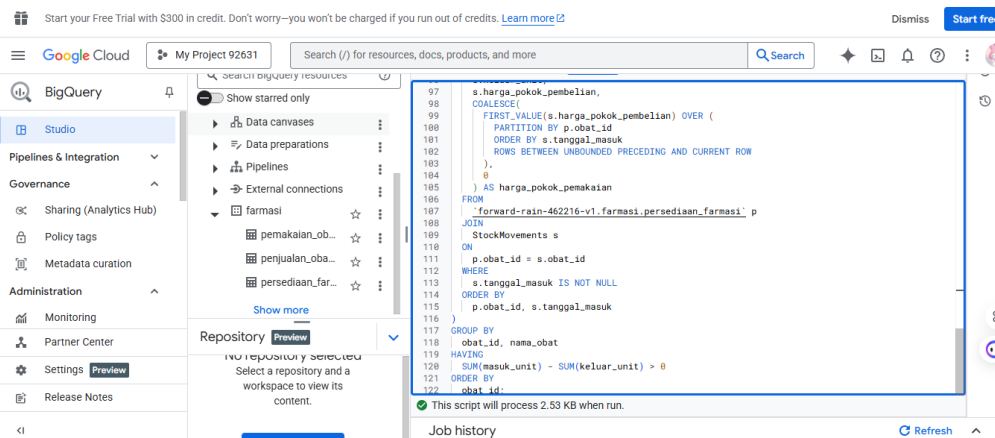 Start your Free Trial with $300 in credit. Don't worry—you won't be charged if you run out of credits. Learn more
Dismiss
Start free
Google Cloud
My Project 92631
Search (/) for resources, docs, products, and more
Search
BigQuery
Studio
Pipelines & Integration
Governance
Sharing (Analytics Hub)
Policy tags
Metadata curation
Administration
Monitoring
Partner Center
Settings Preview
Release Notes
Search BigQuery resources
Show starred only
Data canvases
Data preparations
Pipelines
External connections
farmasi
pemakaian_ob...
penjualan_oba...
persediaan_far...
Show more
Repository Preview
No repository selected
Select a repository and a
workspace to view its
content.
97 s.harga_pokok_pembelian,
98 COALESCE(
99 FIRST_VALUE(s.harga_pokok_pembelian) OVER (
100 PARTITION BY p.obat_id
101 ORDER BY s.tanggal_masuk
102 ROWS BETWEEN UNBOUNDED PRECEDING AND CURRENT ROW
103 ),
104 0
105 ) AS harga_pokok_pemakaian
106 FROM
107 `forward-rain-462216-v1.farmasi.persediaan_farmasi` p
108 JOIN
109 StockMovements s
110 ON
111 p.obat_id = s.obat_id
112 WHERE
113 s.tanggal_masuk IS NOT NULL
114 ORDER BY
115 p.obat_id, s.tanggal_masuk
116 )
117 GROUP BY
118 obat_id, nama_obat
119 HAVING
120 SUM(masuk_unit) - SUM(keluar_unit) > 0
121 ORDER BY
122 obat_id;
This script will process 2.53 KB when run.
Job history
Refresh